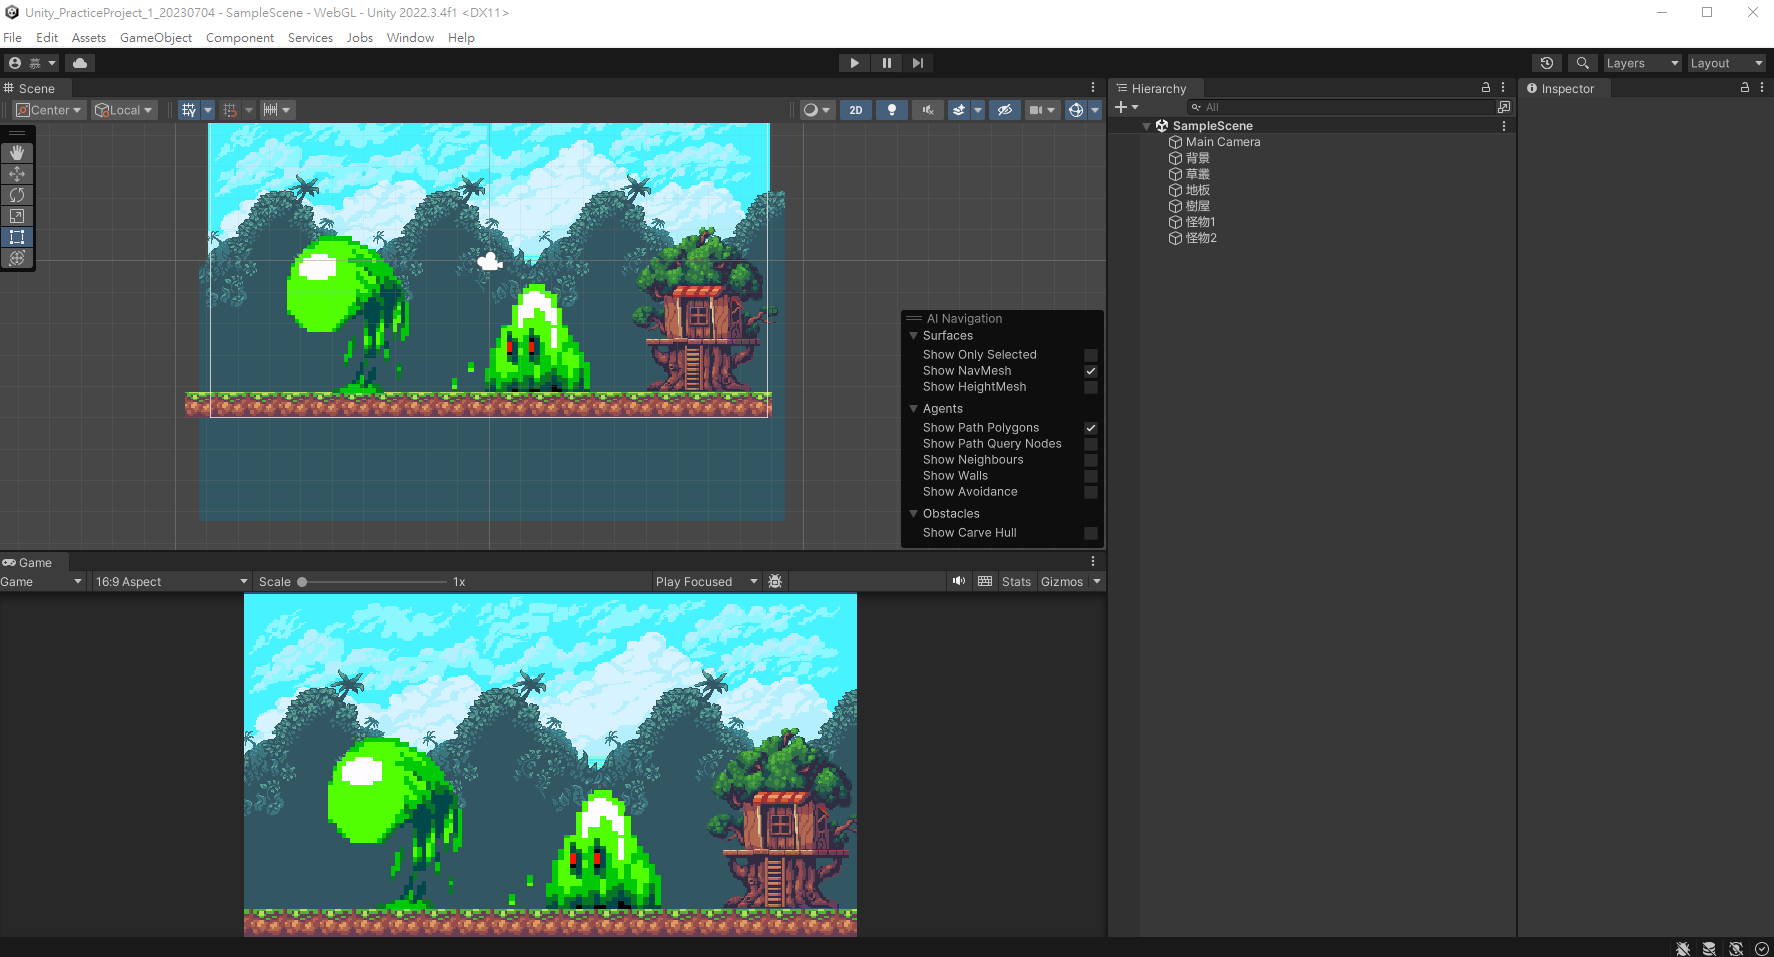 Unity_PracticeProject_1_20230704 - SampleScene - WebGL - Unity 2022.3.4f1 <DX11>
File Edit Assets GameObject Component Services Jobs Window Help
Layers Layout
Scene
Center Local 2D
AI Navigation
Surfaces
Show Only Selected
Show NavMesh
Show HeightMesh
Agents
Show Path Polygons
Show Path Query Nodes
Show Neighbours
Show Walls
Show Avoidance
Obstacles
Show Carve Hull
Game
Game 16:9 Aspect Scale 1x Play Focused Stats Gizmos
Hierarchy
All
SampleScene
Main Camera
背景
草叢
地板
樹屋
怪物1
怪物2
Inspector